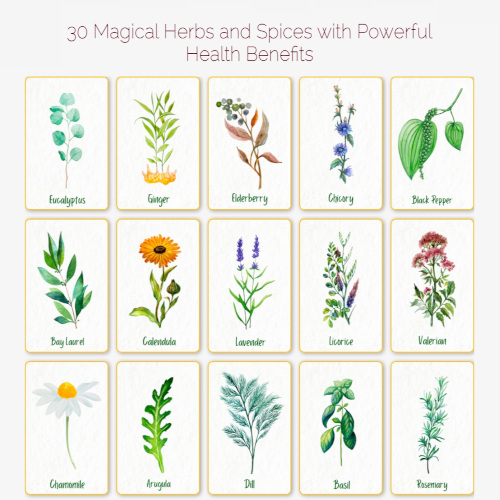 30 Magical Herbs and Spices with Powerful
Health Benefits
Eucalyptus
Ginger
Elderberry
Chicory
Black Pepper
Bay Laurel
Calendula
Lavender
Licorice
Valerian
Chamomile
Arugula
Dill
Basil
Rosemary